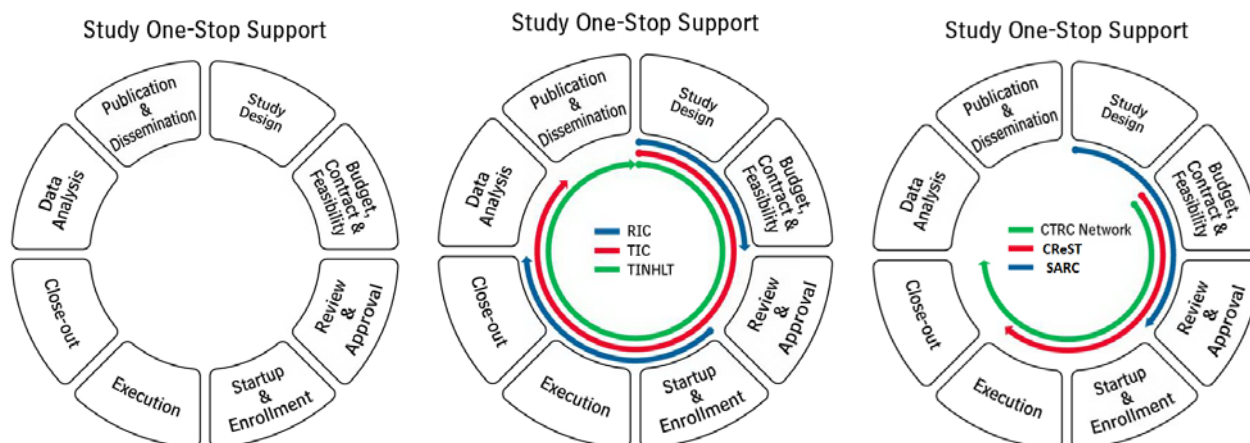 Study One-Stop Support
Publication
&
Dissemination
Study
Design
Budget,
Contract &
Feasibility
Review
&
Approval
Startup
&
Enrollment
Execution
Close-out
Data
Analysis
Study One-Stop Support
Publication
&
Dissemination
Study
Design
Budget,
Contract &
Feasibility
Review
&
Approval
Startup
&
Enrollment
Execution
Close-out
Data
Analysis
RIC
TIC
TINHLT
Study One-Stop Support
Publication
&
Dissemination
Study
Design
Budget,
Contract &
Feasibility
Review
&
Approval
Startup
&
Enrollment
Execution
Close-out
Data
Analysis
CTRC Network
CReST
SARC